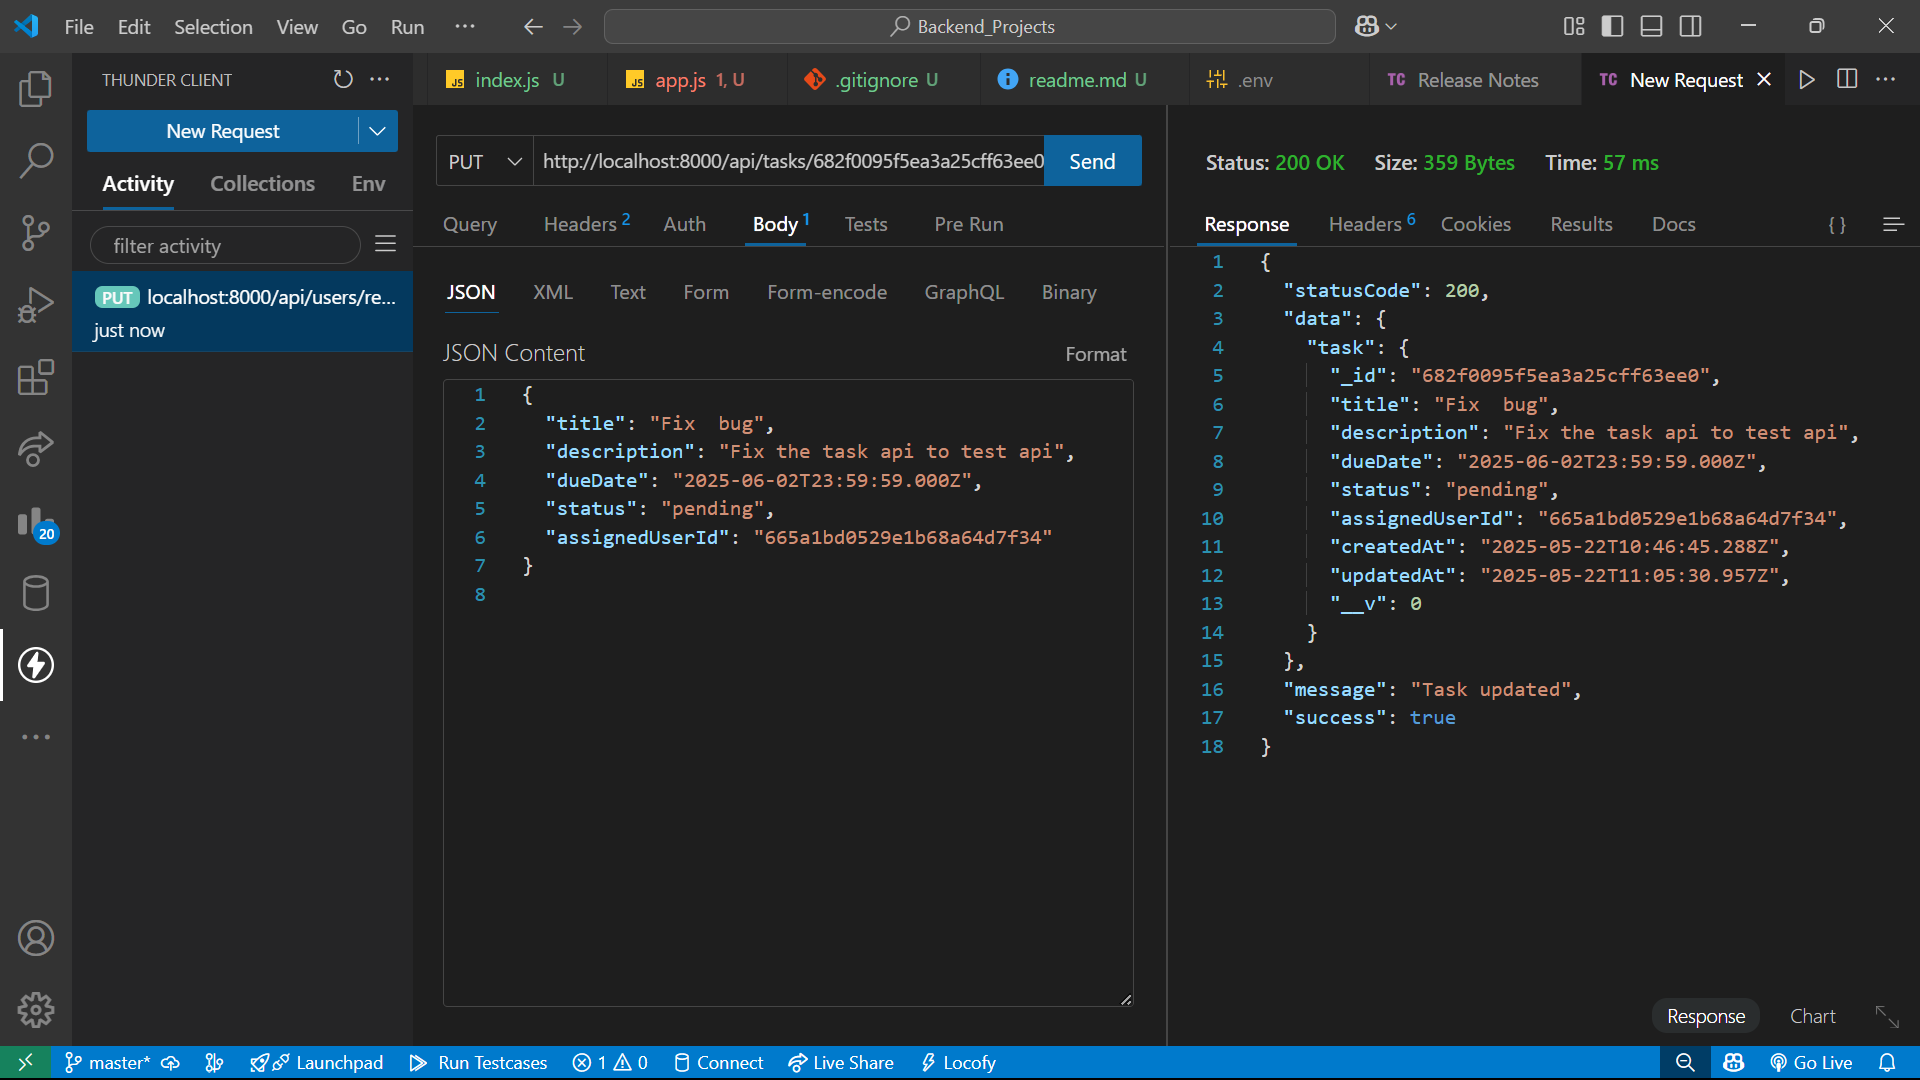 File Edit Selection View Go Run ··· Backend_Projects
THUNDER CLIENT ···
index.js U app.js 1, U .gitignore U readme.md U .env TC Release Notes TC New Request ···
New Request
Activity Collections Env
filter activity
PUT localhost:8000/api/users/re...
just now
20
PUT http://localhost:8000/api/tasks/682f0095f5ea3a25cff63ee0 Send
Query Headers 2 Auth Body 1 Tests Pre Run
JSON XML Text Form Form-encode GraphQL Binary
JSON Content Format
1 {
2 "title": "Fix  bug",
3 "description": "Fix the task api to test api",
4 "dueDate": "2025-06-02T23:59:59.000Z",
5 "status": "pending",
6 "assignedUserId": "665a1bd0529e1b68a64d7f34"
7 }
8
Status: 200 OK Size: 359 Bytes Time: 57 ms
Response Headers 6 Cookies Results Docs { }
1 {
2 "statusCode": 200,
3 "data": {
4 "task": {
5 "_id": "682f0095f5ea3a25cff63ee0",
6 "title": "Fix  bug",
7 "description": "Fix the task api to test api",
8 "dueDate": "2025-06-02T23:59:59.000Z",
9 "status": "pending",
10 "assignedUserId": "665a1bd0529e1b68a64d7f34",
11 "createdAt": "2025-05-22T10:46:45.288Z",
12 "updatedAt": "2025-05-22T11:05:30.957Z",
13 "__v": 0
14 }
15 },
16 "message": "Task updated",
17 "success": true
18 }
Response Chart
master* Launchpad Run Testcases 1 0 Connect Live Share Locofy Go Live